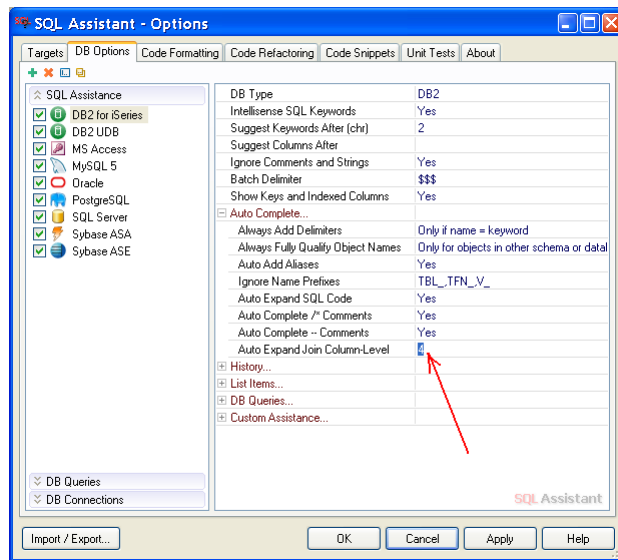 SQL Assistant - Options
Targets DB Options Code Formatting Code Refactoring Code Snippets Unit Tests About
SQL Assistance
DB2 for iSeries
DB2 UDB
MS Access
MySQL 5
Oracle
PostgreSQL
SQL Server
Sybase ASA
Sybase ASE
DB Queries
DB Connections
DB Type DB2
Intellisense SQL Keywords Yes
Suggest Keywords After (chr) 2
Suggest Columns After
Ignore Comments and Strings Yes
Batch Delimiter $$$
Show Keys and Indexed Columns Yes
Auto Complete...
Always Add Delimiters Only if name = keyword
Always Fully Qualify Object Names Only for objects in other schema or datal
Auto Add Aliases Yes
Ignore Name Prefixes TBL_,TFN_,V_
Auto Expand SQL Code Yes
Auto Complete /* Comments Yes
Auto Complete -- Comments Yes
Auto Expand Join Column-Level 4
History...
List Items...
DB Queries...
Custom Assistance...
SQL Assistant
Import / Export... OK Cancel Apply Help